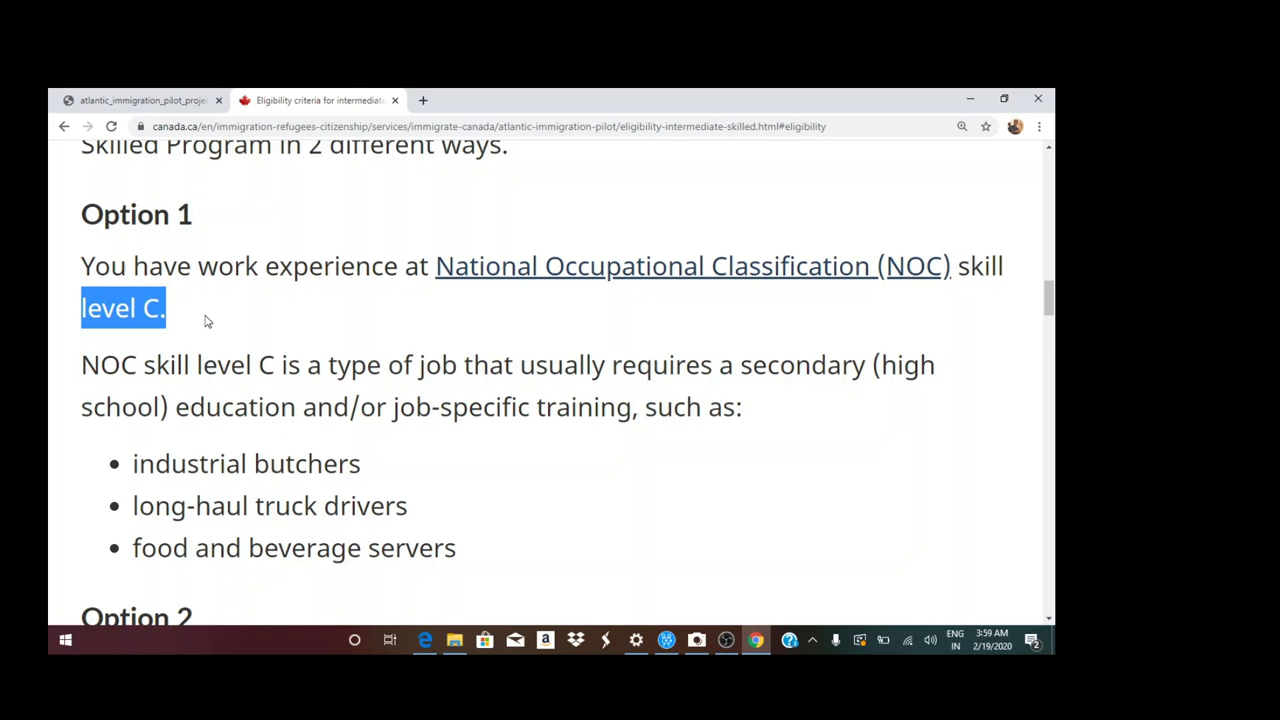 atlantic_immigration_pilot_proje
Eligibility criteria for intermediate
canada.ca/en/immigration-refugees-citizenship/services/immigrate-canada/atlantic-immigration-pilot/eligibility-intermediate-skilled.html#eligibility
Skilled Program in 2 different ways.
Option 1
You have work experience at National Occupational Classification (NOC) skill
level C.
NOC skill level C is a type of job that usually requires a secondary (high
school) education and/or job-specific training, such as:
• industrial butchers
• long-haul truck drivers
• food and beverage servers
Option 2
ENG
IN
3:59 AM
2/19/2020
2